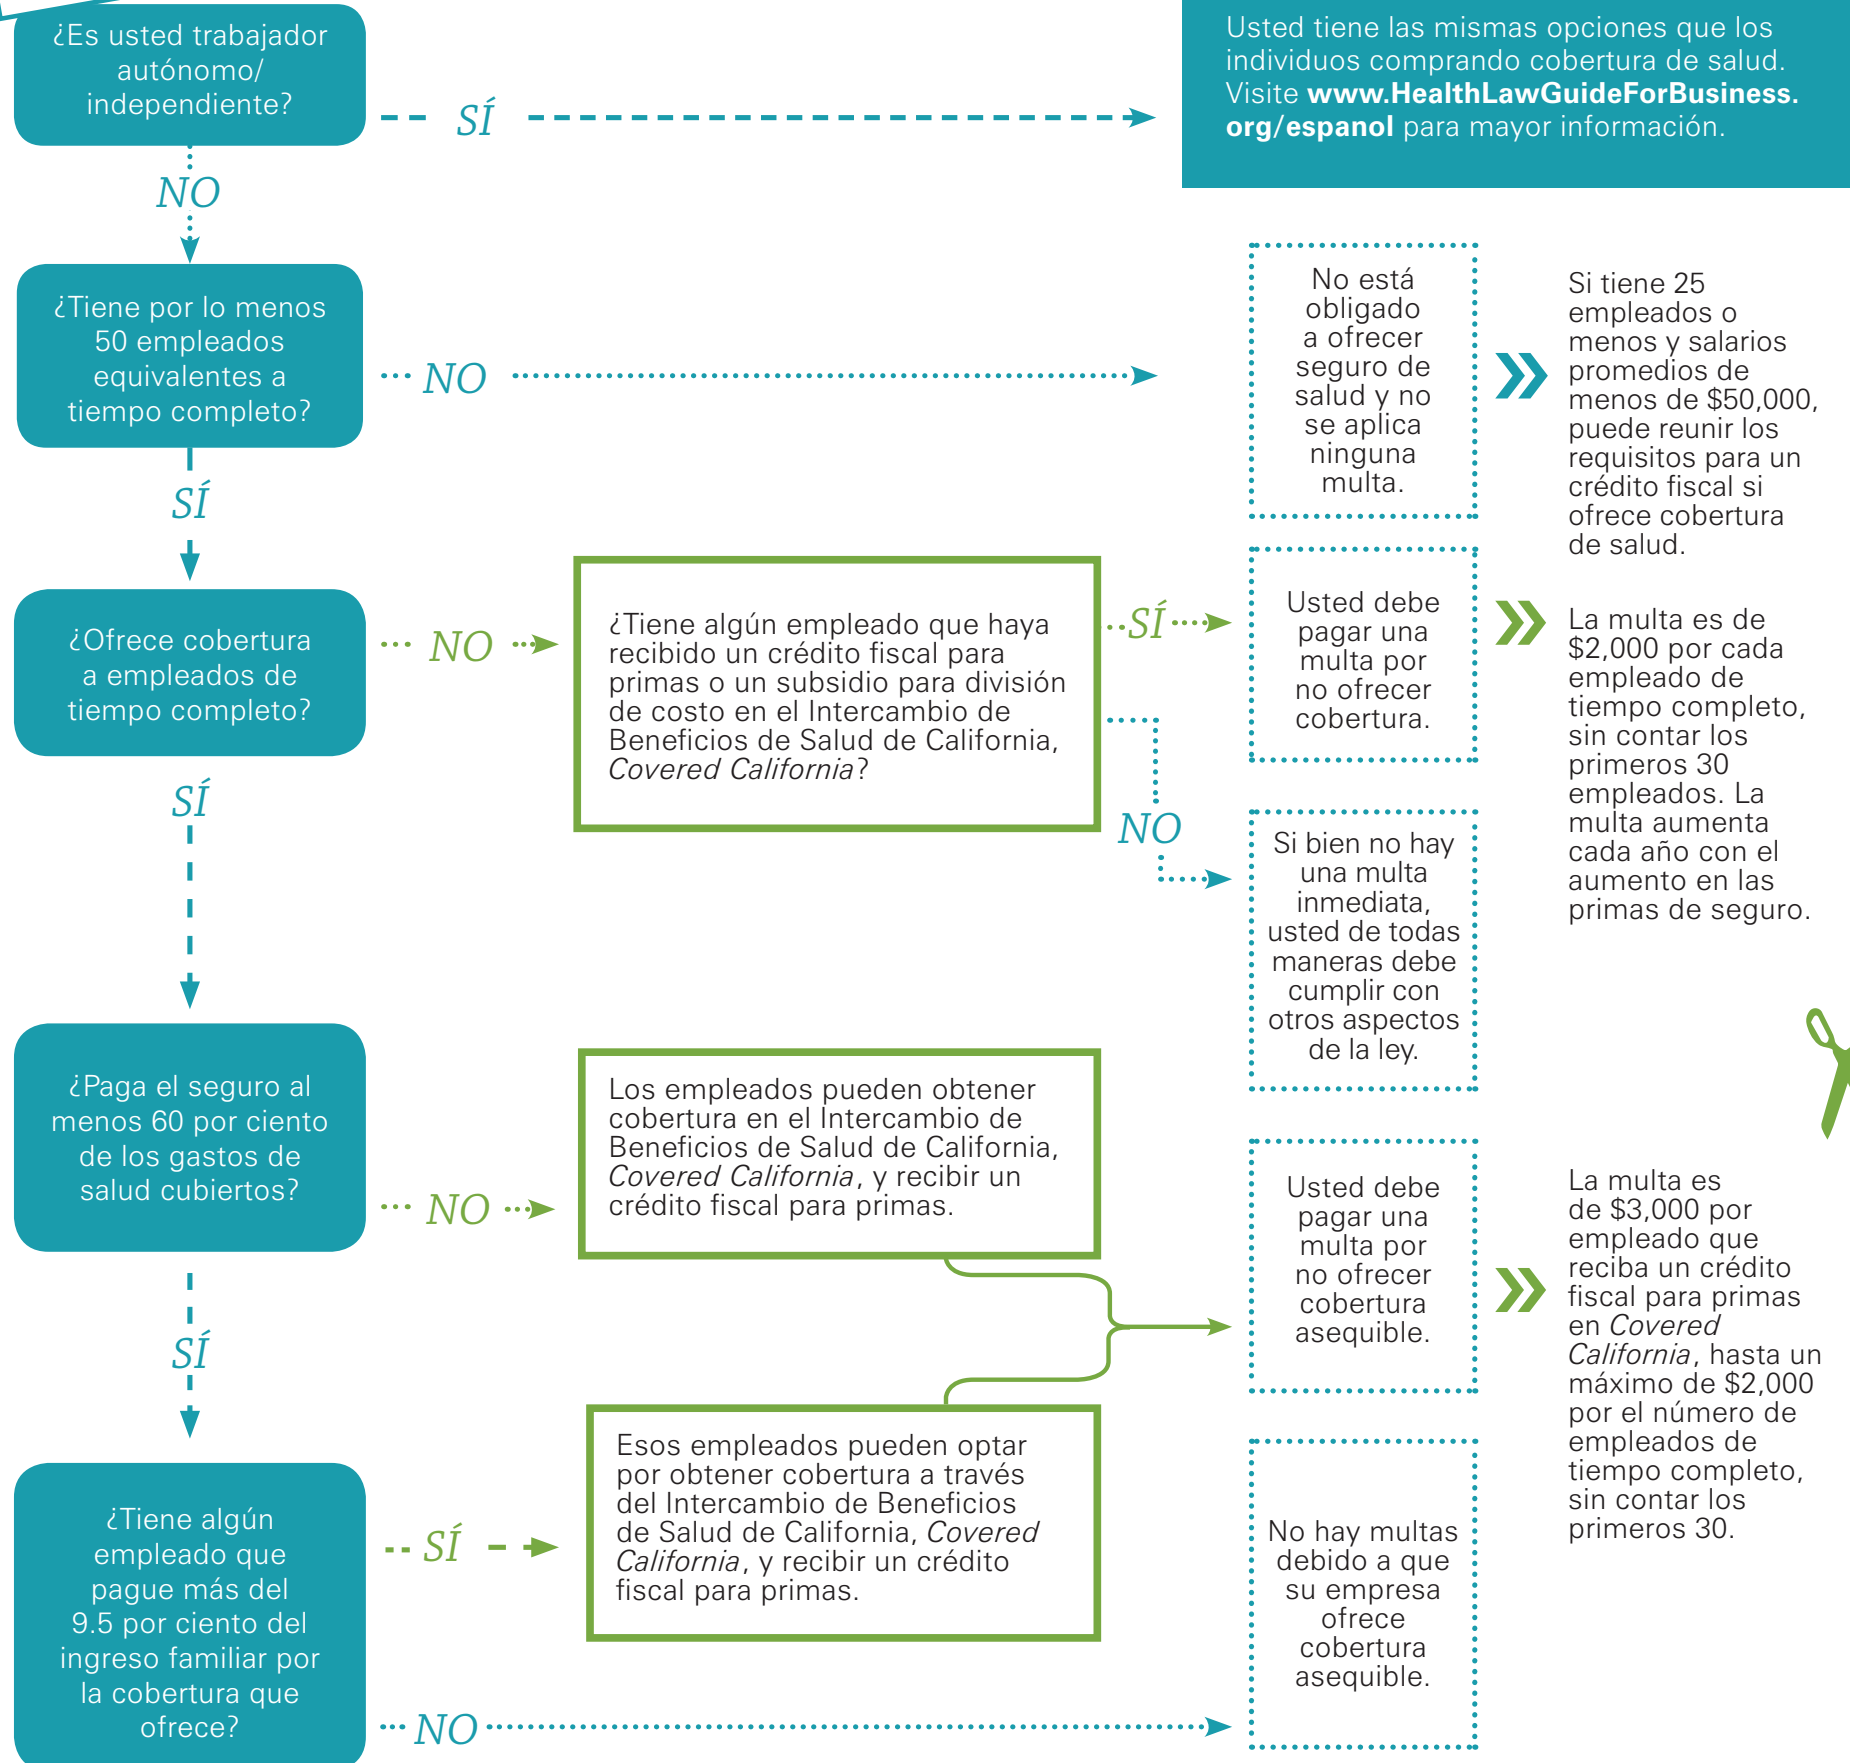 ¿Es usted trabajador
autónomo/
independiente?
SÍ
Usted tiene las mismas opciones que los
individuos comprando cobertura de salud.
Visite www.HealthLawGuideForBusiness.
org/espanol para mayor información.
NO
¿Tiene por lo menos
50 empleados
equivalentes a
tiempo completo?
NO
No está
obligado
a ofrecer
seguro de
salud y no
se aplica
ninguna
multa.
Si tiene 25
empleados o
menos y salarios
promedios de
menos de $50,000,
puede reunir los
requisitos para un
crédito fiscal si
ofrece cobertura
de salud.
SÍ
¿Ofrece cobertura
a empleados de
tiempo completo?
NO
¿Tiene algún empleado que haya
recibido un crédito fiscal para
primas o un subsidio para división
de costo en el Intercambio de
Beneficios de Salud de California,
Covered California?
SÍ
Usted debe
pagar una
multa por
no ofrecer
cobertura.
La multa es de
$2,000 por cada
empleado de
tiempo completo,
sin contar los
primeros 30
empleados. La
multa aumenta
cada año con el
aumento en las
primas de seguro.
NO
Si bien no hay
una multa
inmediata,
usted de todas
maneras debe
cumplir con
otros aspectos
de la ley.
SÍ
¿Paga el seguro al
menos 60 por ciento
de los gastos de
salud cubiertos?
NO
Los empleados pueden obtener
cobertura en el Intercambio de
Beneficios de Salud de California,
Covered California, y recibir un
crédito fiscal para primas.
Usted debe
pagar una
multa por
no ofrecer
cobertura
asequible.
La multa es
de $3,000 por
empleado que
reciba un crédito
fiscal para primas
en Covered
California, hasta un
máximo de $2,000
por el número de
empleados de
tiempo completo,
sin contar los
primeros 30.
SÍ
¿Tiene algún
empleado que
pague más del
9.5 por ciento del
ingreso familiar por
la cobertura que
ofrece?
SÍ
Esos empleados pueden optar
por obtener cobertura a través
del Intercambio de Beneficios
de Salud de California, Covered
California, y recibir un crédito
fiscal para primas.
NO
No hay multas
debido a que
su empresa
ofrece
cobertura
asequible.